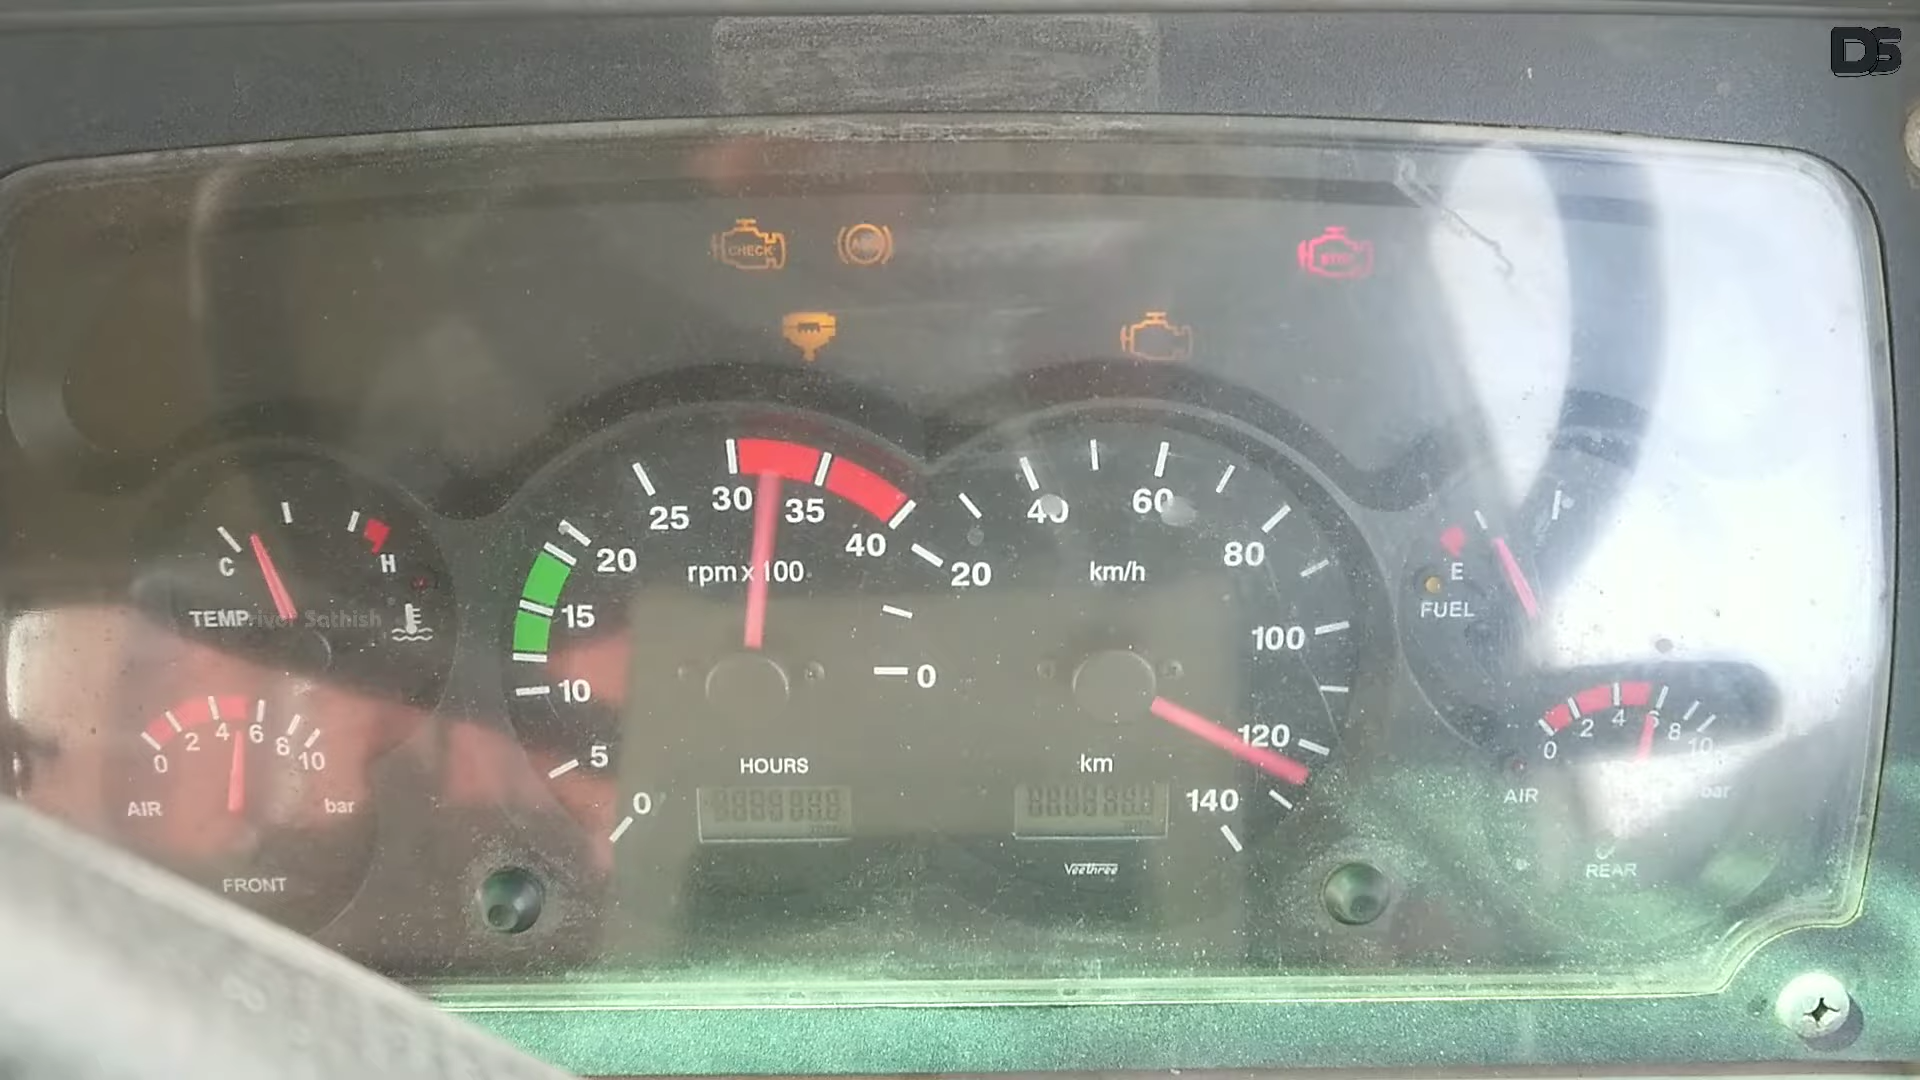 DS
CHECK
ABS
STOP
C
H
TEMP
river Sathish
0 2 4 6 8 10
AIR
bar
FRONT
0 5 10 15 20 25 30 35 40
rpm x 100
HOURS
0 20 40 60 80 100 120 140
km/h
km
Veethree
E
FUEL
0 2 4 6 8 10
AIR
bar
REAR